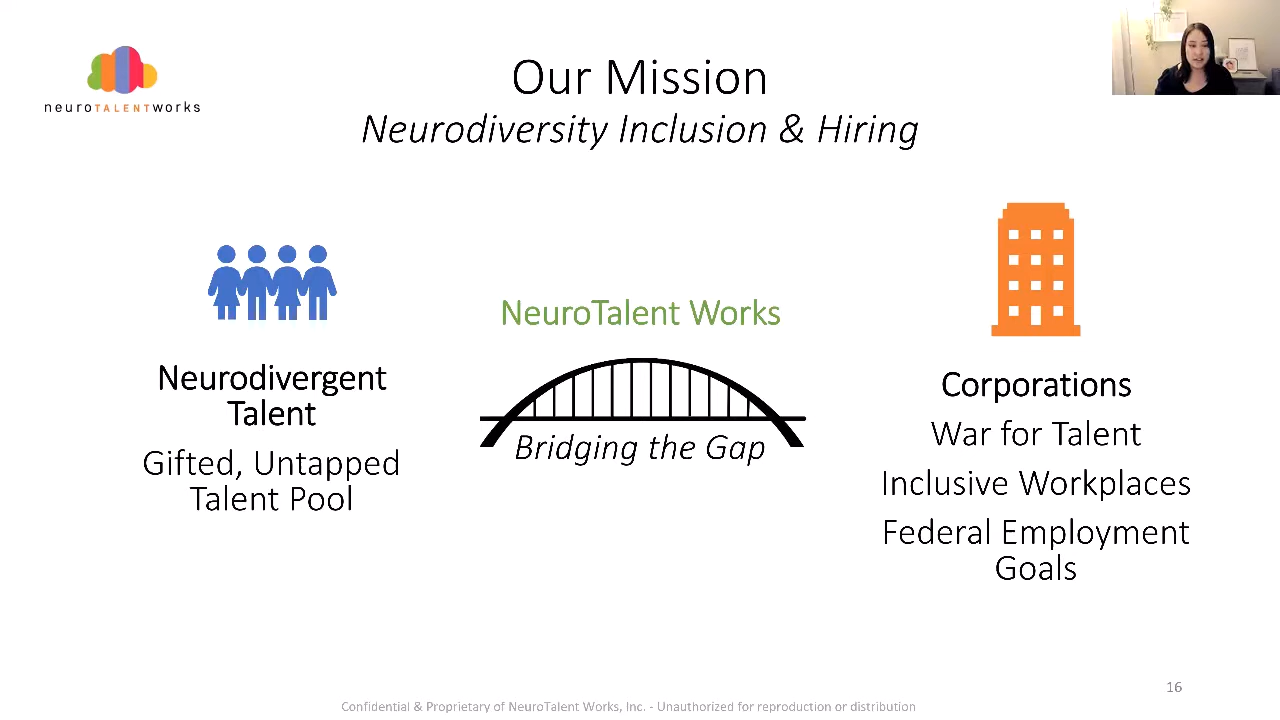 neuroTALENTworks
Our Mission
Neurodiversity Inclusion & Hiring
Neurodivergent
Talent
Gifted, Untapped
Talent Pool
NeuroTalent Works
Bridging the Gap
Corporations
War for Talent
Inclusive Workplaces
Federal Employment
Goals
16
Confidential & Proprietary of NeuroTalent Works, Inc. - Unauthorized for reproduction or distribution